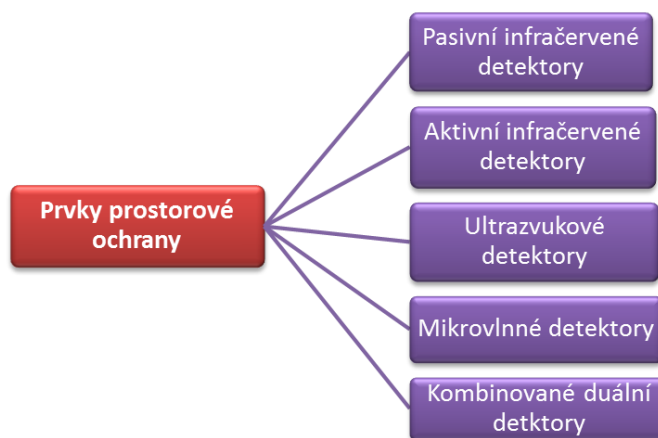 Prvky prostorové
ochrany
Pasivní infračervené
detektory
Aktivní infračervené
detektory
Ultrazvukové
detektory
Mikrovlnné detektory
Kombinované duální
detktory